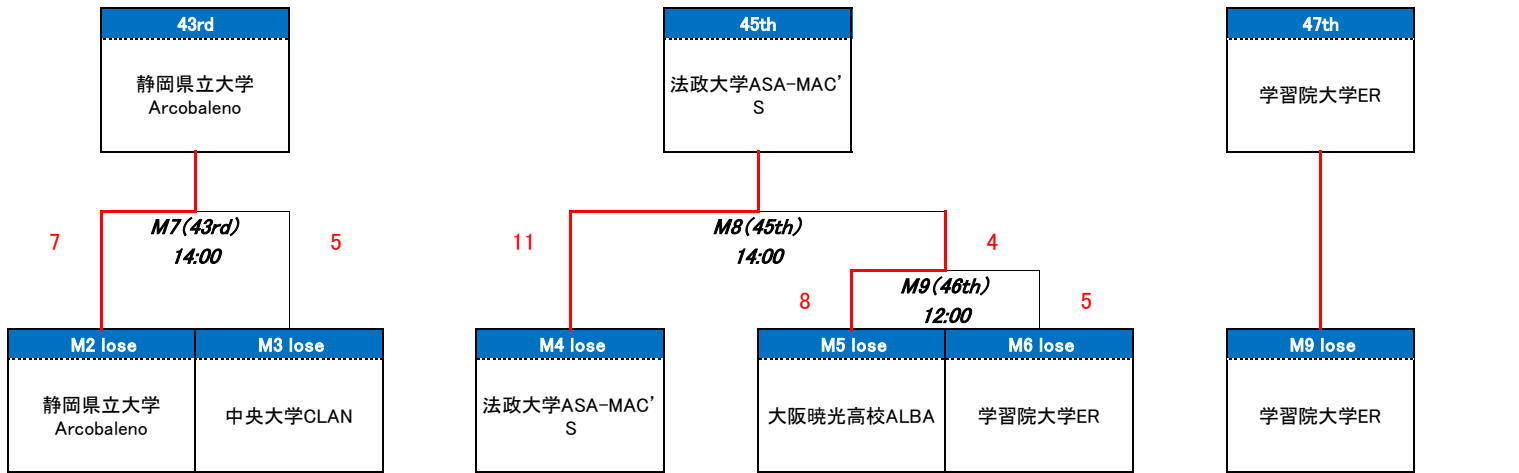 43rd
静岡県立大学
Arcobaleno
45th
法政大学ASA-MAC'
S
47th
学習院大学ER
7
M7(43rd)
14:00
5
11
M8(45th)
14:00
4
8
M9(46th)
12:00
5
M2 lose
M3 lose
静岡県立大学
Arcobaleno
中央大学CLAN
M4 lose
法政大学ASA-MAC'
S
M5 lose
M6 lose
大阪暁光高校ALBA
学習院大学ER
M9 lose
学習院大学ER